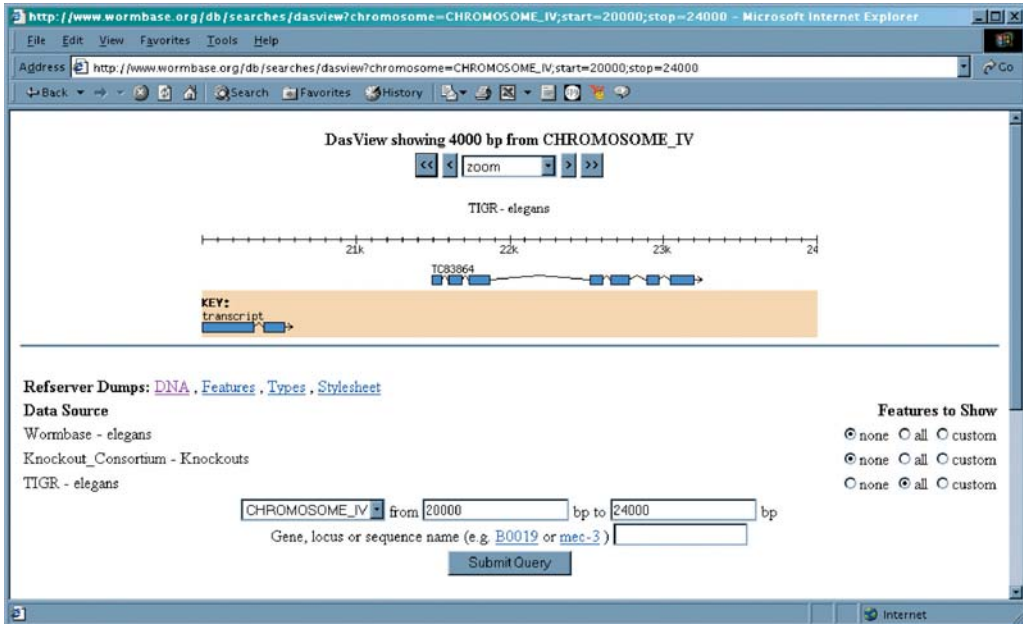 http://www.wormbase.org/db/searches/dasview?chromosome=CHROMOSOME_IV;start=20000;stop=24000 - Microsoft Internet Explorer
File Edit View Favorites Tools Help
Address http://www.wormbase.org/db/searches/dasview?chromosome=CHROMOSOME_IV;start=20000;stop=24000 Go
Back Search Favorites History
DasView showing 4000 bp from CHROMOSOME_IV
<< < zoom > >>
TIGR - elegans
21k 22k 23k 24
TC83864
KEY:
transcript
Refserver Dumps: DNA , Features , Types , Stylesheet
Data Source Features to Show
Wormbase - elegans none all custom
Knockout_Consortium - Knockouts none all custom
TIGR - elegans none all custom
CHROMOSOME_IV from 20000 bp to 24000 bp
Gene, locus or sequence name (e.g. B0019 or mec-3 )
Submit Query
Internet